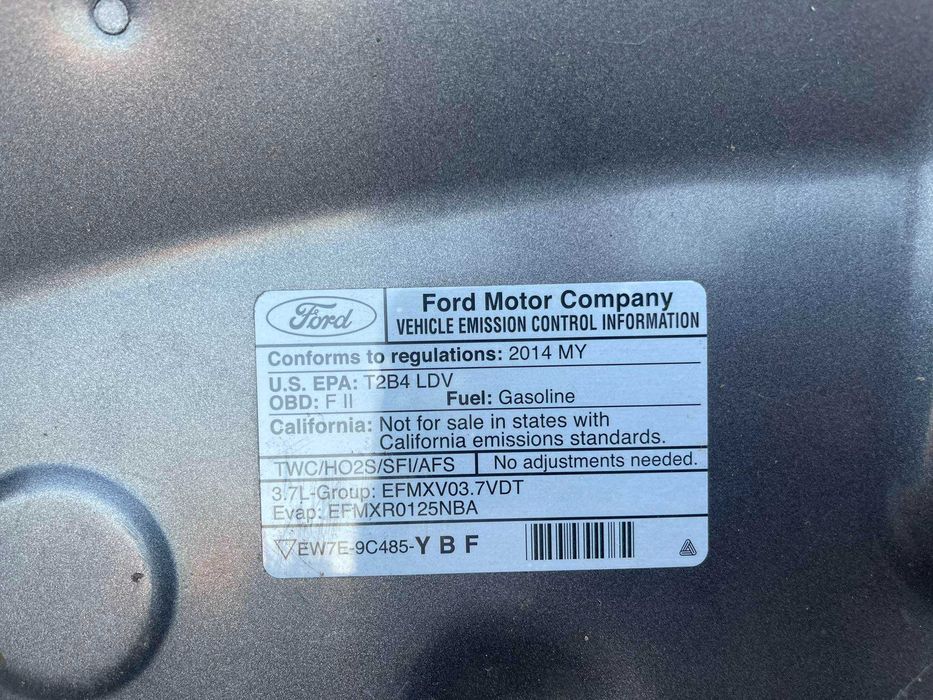 Ford
Ford Motor Company
VEHICLE EMISSION CONTROL INFORMATION
Conforms to regulations: 2014 MY
U.S. EPA: T2B4 LDV
OBD: F II Fuel: Gasoline
California: Not for sale in states with
California emissions standards.
TWC/HO2S/SFI/AFS No adjustments needed.
3.7L-Group: EFMXV03.7VDT
Evap: EFMXR0125NBA
EW7E-9C485-Y B F